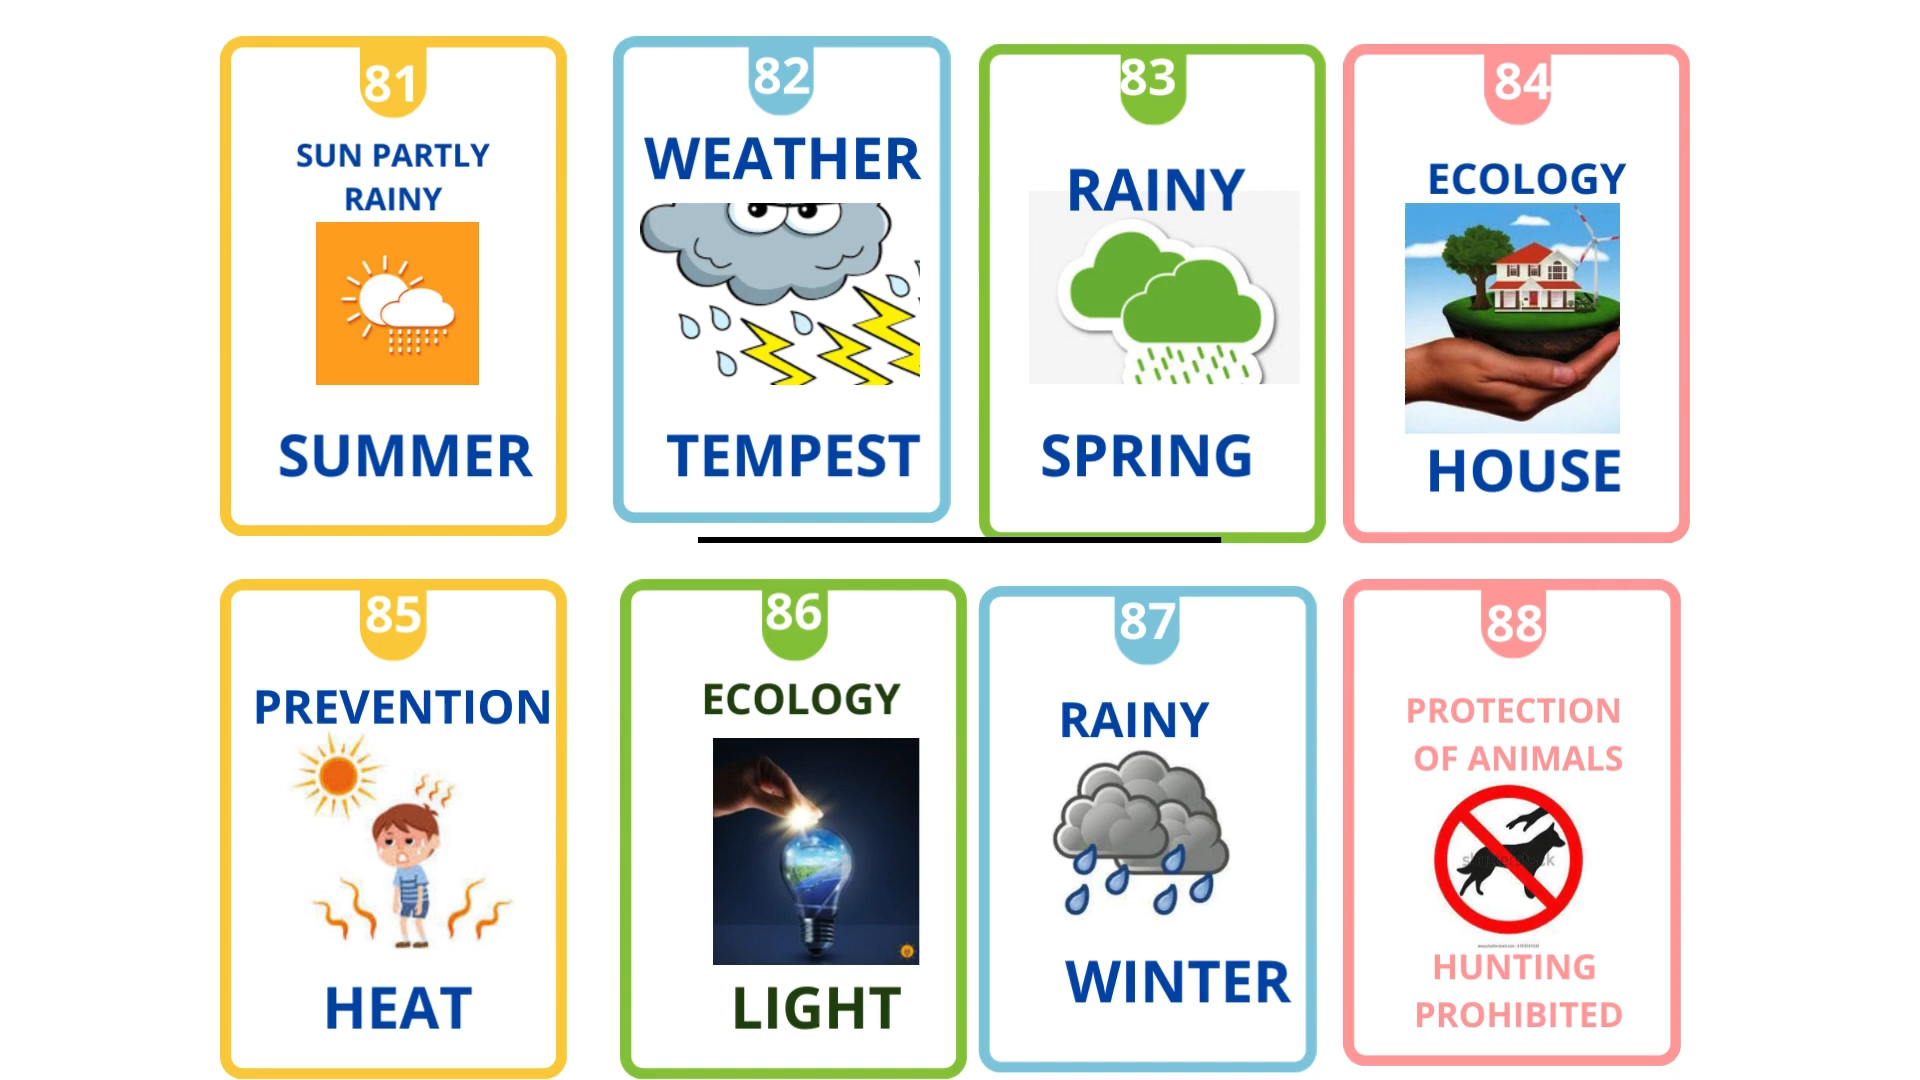 81
SUN PARTLY
RAINY
SUMMER
82
WEATHER
TEMPEST
83
RAINY
SPRING
84
ECOLOGY
HOUSE
85
PREVENTION
HEAT
86
ECOLOGY
LIGHT
87
RAINY
WINTER
88
PROTECTION
OF ANIMALS
HUNTING
PROHIBITED